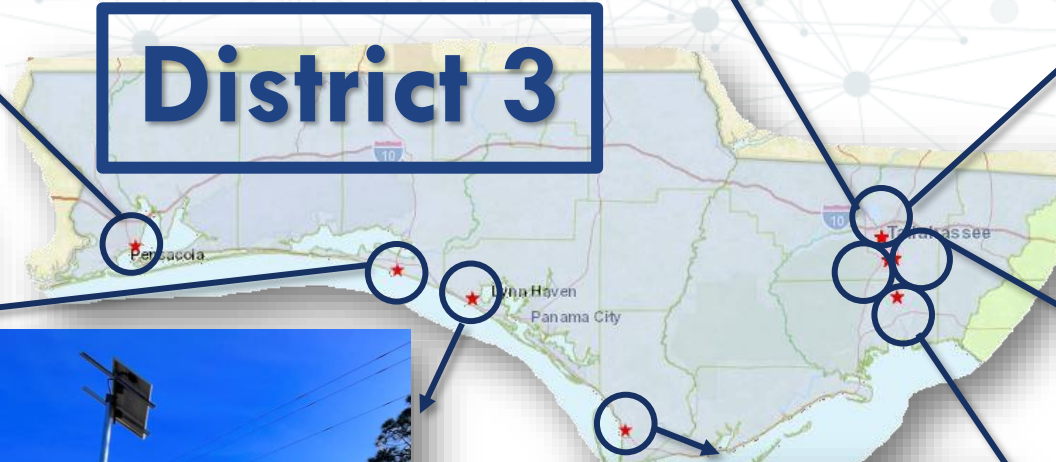 District 3
10
10
Tallahassee
Pensacola
Lynn Haven
Panama City